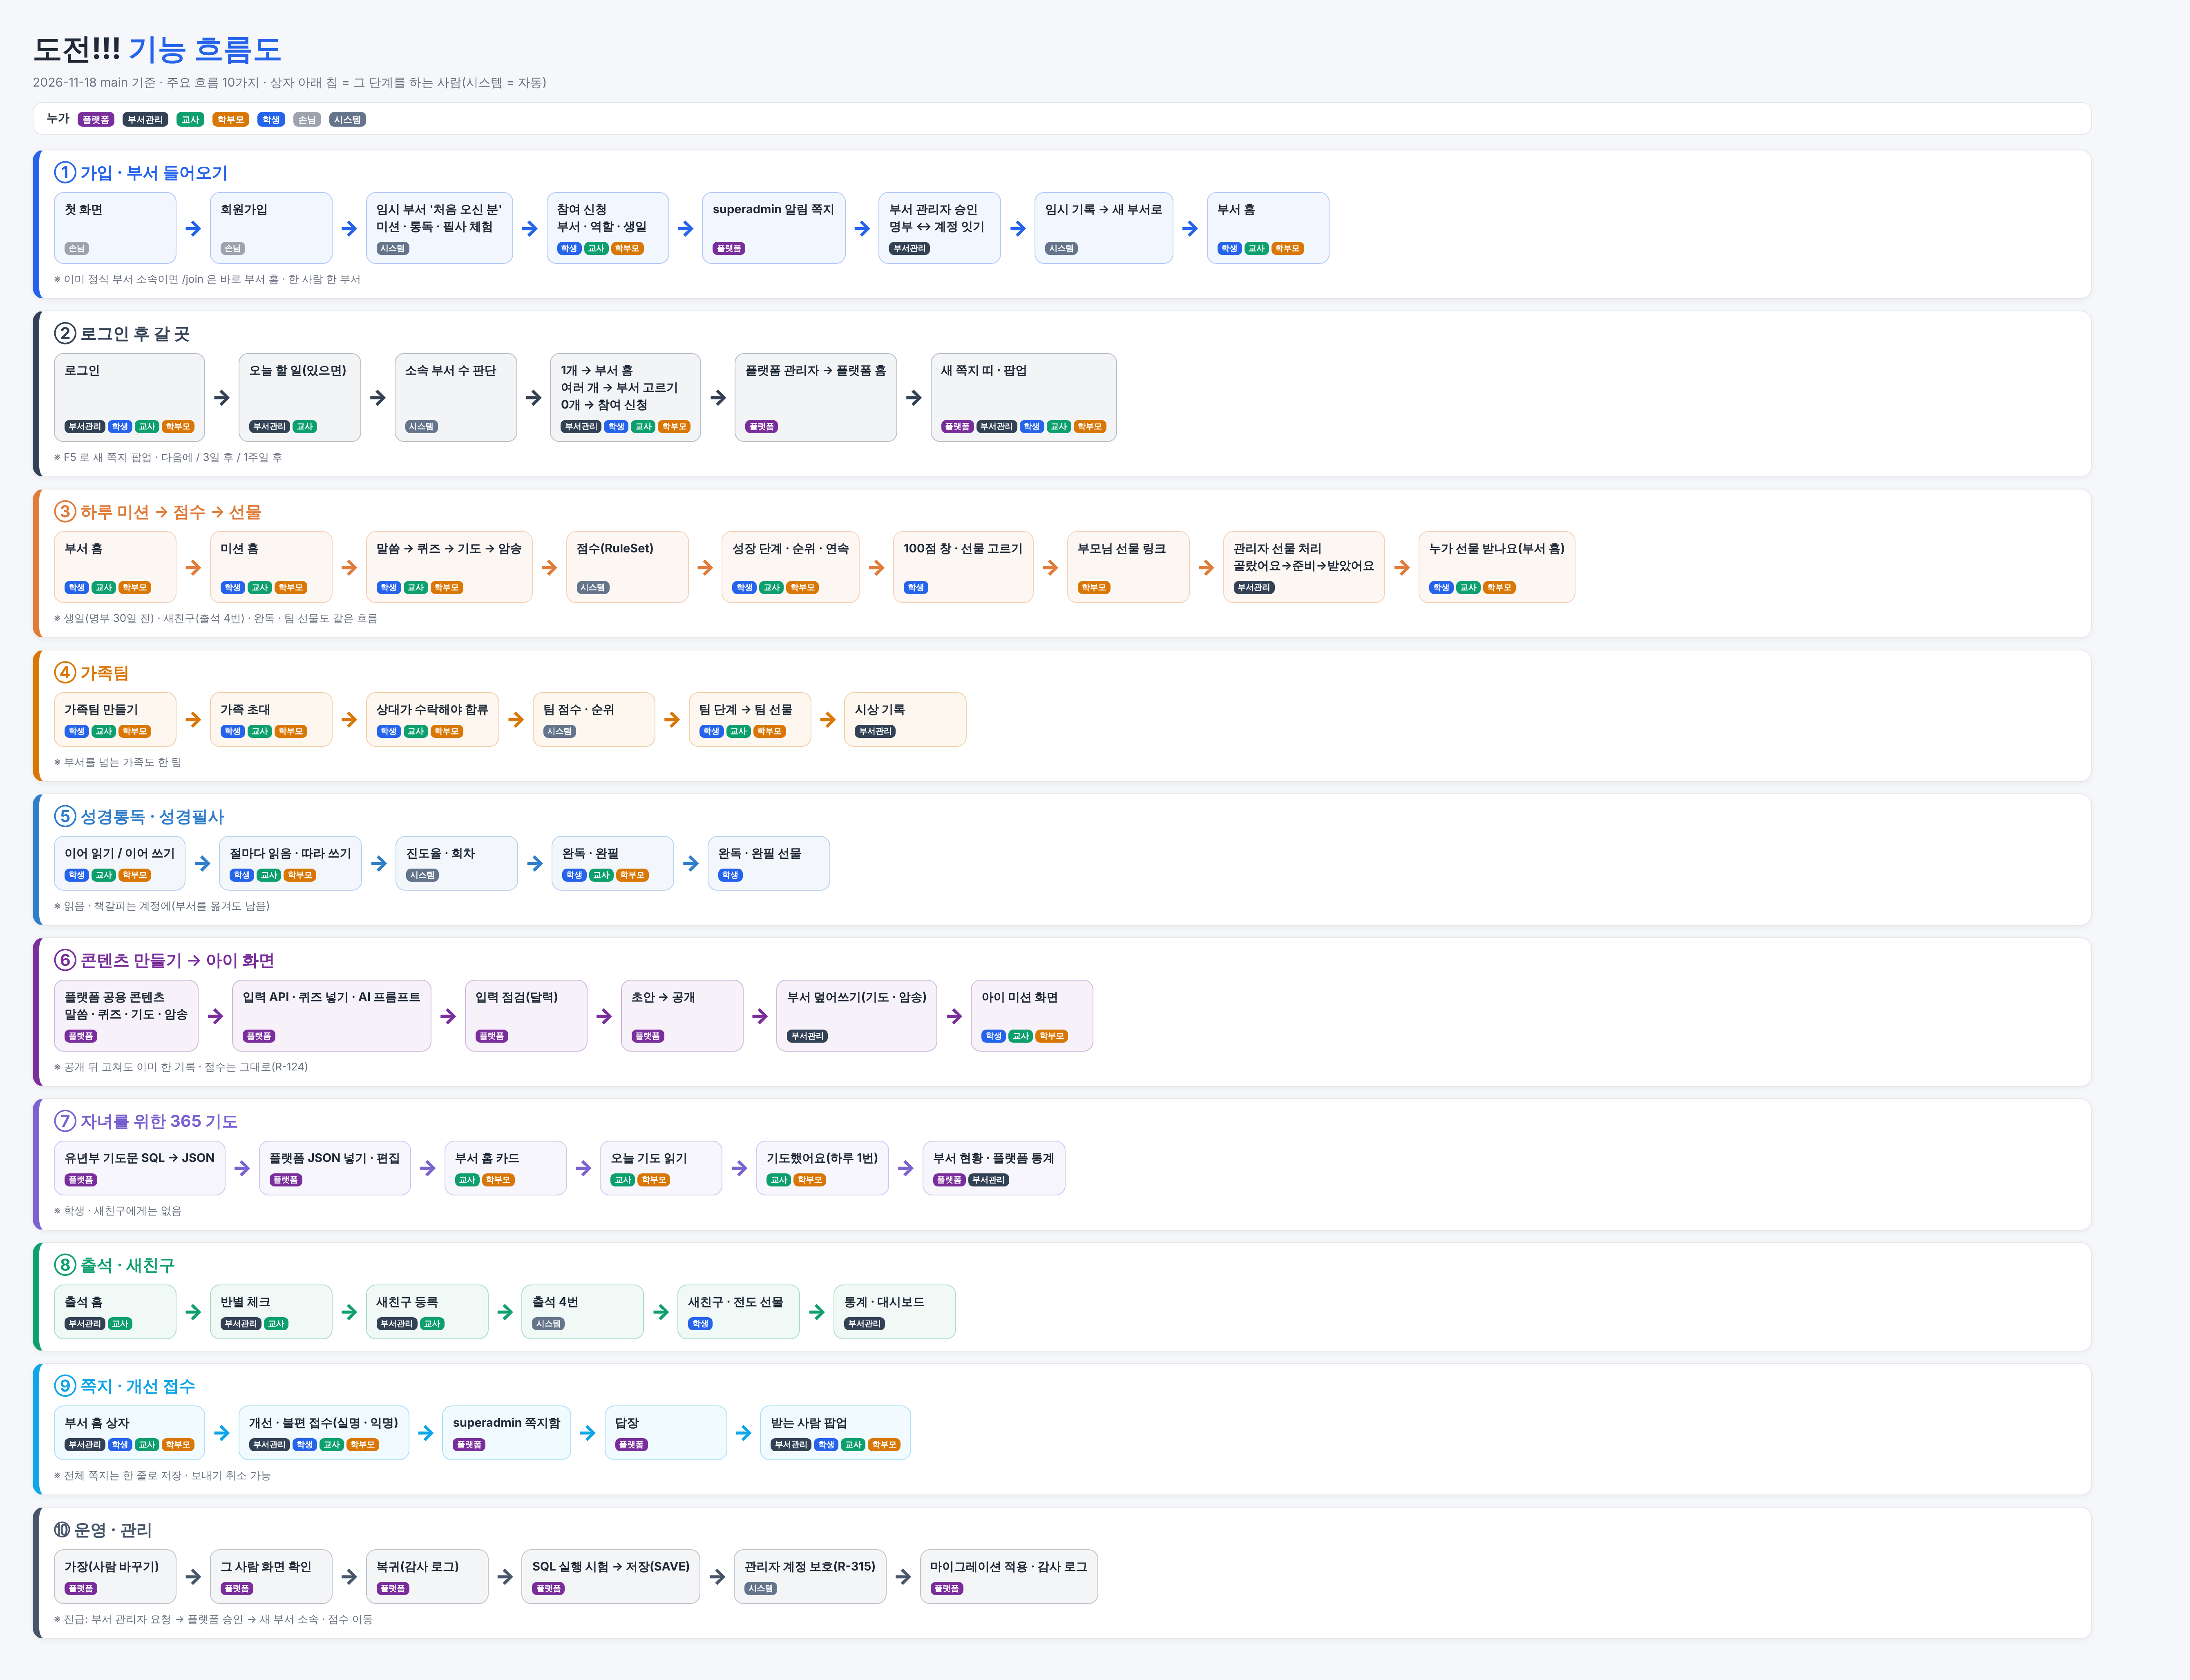 도전!!! 기능 흐름도
2026-11-18 main 기준 · 주요 흐름 10가지 · 상자 아래 칩 = 그 단계를 하는 사람(시스템 = 자동)
누가 플랫폼 부서관리 교사 학부모 학생 손님 시스템
① 가입 · 부서 들어오기
첫 화면
손님
→
회원가입
손님
→
임시 부서 '처음 오신 분'
미션 · 통독 · 필사 체험
시스템
→
참여 신청
부서 · 역할 · 생일
학생 교사 학부모
→
superadmin 알림 쪽지
플랫폼
→
부서 관리자 승인
명부 ↔ 계정 잇기
부서관리
→
임시 기록 → 새 부서로
시스템
→
부서 홈
학생 교사 학부모
※ 이미 정식 부서 소속이면 /join 은 바로 부서 홈 · 한 사람 한 부서
② 로그인 후 갈 곳
로그인
부서관리 학생 교사 학부모
→
오늘 할 일(있으면)
부서관리 교사
→
소속 부서 수 판단
시스템
→
1개 → 부서 홈
여러 개 → 부서 고르기
0개 → 참여 신청
부서관리 학생 교사 학부모
→
플랫폼 관리자 → 플랫폼 홈
플랫폼
→
새 쪽지 띠 · 팝업
플랫폼 부서관리 학생 교사 학부모
※ F5 로 새 쪽지 팝업 · 다음에 / 3일 후 / 1주일 후
③ 하루 미션 → 점수 → 선물
부서 홈
학생 교사 학부모
→
미션 홈
학생 교사 학부모
→
말씀 → 퀴즈 → 기도 → 암송
학생 교사 학부모
→
점수(RuleSet)
시스템
→
성장 단계 · 순위 · 연속
학생 교사 학부모
→
100점 창 · 선물 고르기
학생
→
부모님 선물 링크
학부모
→
관리자 선물 처리
골랐어요→준비→받았어요
부서관리
→
누가 선물 받나요(부서 홈)
학생 교사 학부모
※ 생일(명부 30일 전) · 새친구(출석 4번) · 완독 · 팀 선물도 같은 흐름
④ 가족팀
가족팀 만들기
학생 교사 학부모
→
가족 초대
학생 교사 학부모
→
상대가 수락해야 합류
학생 교사 학부모
→
팀 점수 · 순위
시스템
→
팀 단계 → 팀 선물
학생 교사 학부모
→
시상 기록
부서관리
※ 부서를 넘는 가족도 한 팀
⑤ 성경통독 · 성경필사
이어 읽기 / 이어 쓰기
학생 교사 학부모
→
절마다 읽음 · 따라 쓰기
학생 교사 학부모
→
진도율 · 회차
시스템
→
완독 · 완필
학생 교사 학부모
→
완독 · 완필 선물
학생
※ 읽음 · 책갈피는 계정에(부서를 옮겨도 남음)
⑥ 콘텐츠 만들기 → 아이 화면
플랫폼 공용 콘텐츠
말씀 · 퀴즈 · 기도 · 암송
플랫폼
→
입력 API · 퀴즈 넣기 · AI 프롬프트
플랫폼
→
입력 점검(달력)
플랫폼
→
초안 → 공개
플랫폼
→
부서 덮어쓰기(기도 · 암송)
부서관리
→
아이 미션 화면
학생 교사 학부모
※ 공개 뒤 고쳐도 이미 한 기록 · 점수는 그대로(R-124)
⑦ 자녀를 위한 365 기도
유년부 기도문 SQL → JSON
플랫폼
→
플랫폼 JSON 넣기 · 편집
플랫폼
→
부서 홈 카드
교사 학부모
→
오늘 기도 읽기
교사 학부모
→
기도했어요(하루 1번)
교사 학부모
→
부서 현황 · 플랫폼 통계
플랫폼 부서관리
※ 학생 · 새친구에게는 없음
⑧ 출석 · 새친구
출석 홈
부서관리 교사
→
반별 체크
부서관리 교사
→
새친구 등록
부서관리 교사
→
출석 4번
시스템
→
새친구 · 전도 선물
학생
→
통계 · 대시보드
부서관리
⑨ 쪽지 · 개선 접수
부서 홈 상자
부서관리 학생 교사 학부모
→
개선 · 불편 접수(실명 · 익명)
부서관리 학생 교사 학부모
→
superadmin 쪽지함
플랫폼
→
답장
플랫폼
→
받는 사람 팝업
부서관리 학생 교사 학부모
※ 전체 쪽지는 한 줄로 저장 · 보내기 취소 가능
⑩ 운영 · 관리
가장(사람 바꾸기)
플랫폼
→
그 사람 화면 확인
플랫폼
→
복귀(감사 로그)
플랫폼
→
SQL 실행 시험 → 저장(SAVE)
플랫폼
→
관리자 계정 보호(R-315)
시스템
→
마이그레이션 적용 · 감사 로그
플랫폼
※ 진급: 부서 관리자 요청 → 플랫폼 승인 → 새 부서 소속 · 점수 이동